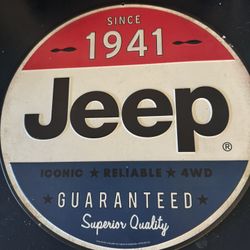 SINCE
1941
Jeep®
ICONIC ★ RELIABLE ★ 4WD
★ GUARANTEED ★
Superior Quality